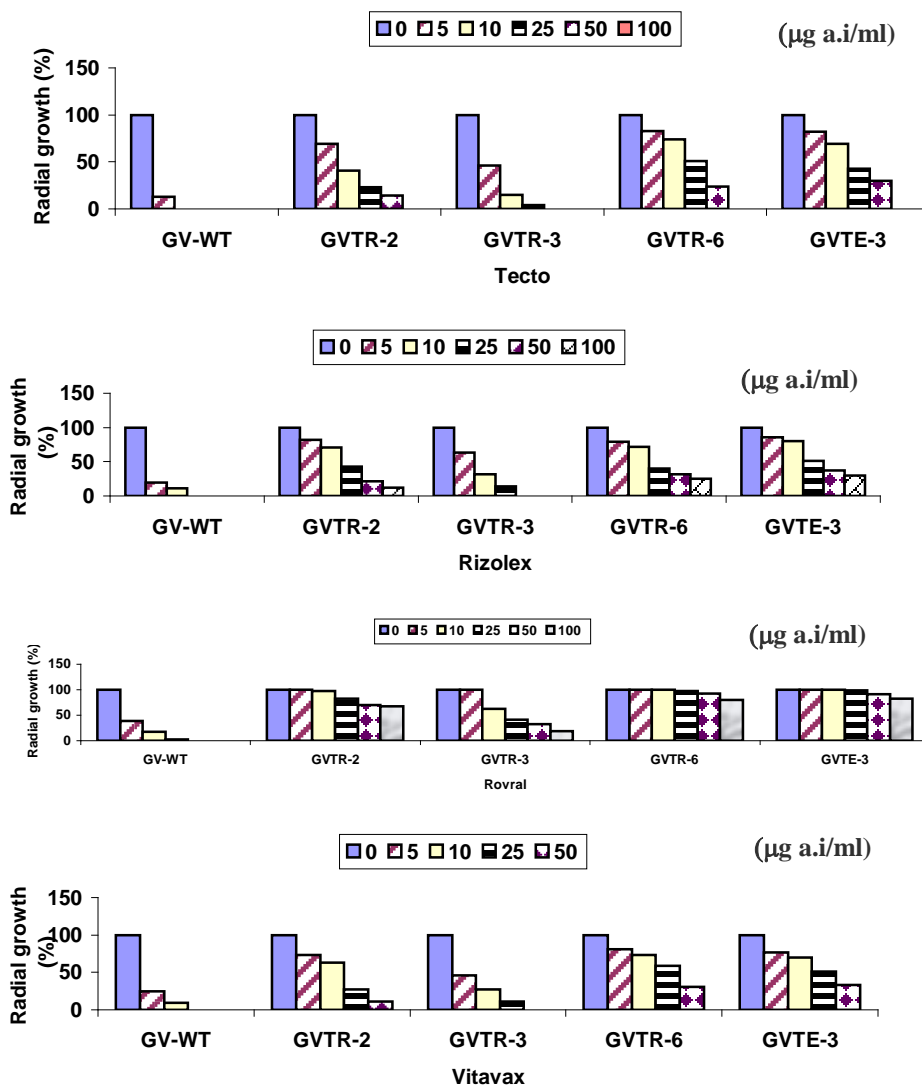 0 5 10 25 50 100
(μg a.i/ml)
Radial growth (%)
150
100
50
0
GV-WT GVTR-2 GVTR-3 GVTR-6 GVTE-3
Tecto
0 5 10 25 50 100
(μg a.i/ml)
Radial growth
(%)
150
100
50
0
GV-WT GVTR-2 GVTR-3 GVTR-6 GVTE-3
Rizolex
0 5 10 25 50 100
(μg a.i/ml)
Radial growth (%)
150
100
50
0
GV-WT GVTR-2 GVTR-3 GVTR-6 GVTE-3
Rovral
0 5 10 25 50
(μg a.i/ml)
Radial growth
(%)
150
100
50
0
GV-WT GVTR-2 GVTR-3 GVTR-6 GVTE-3
Vitavax